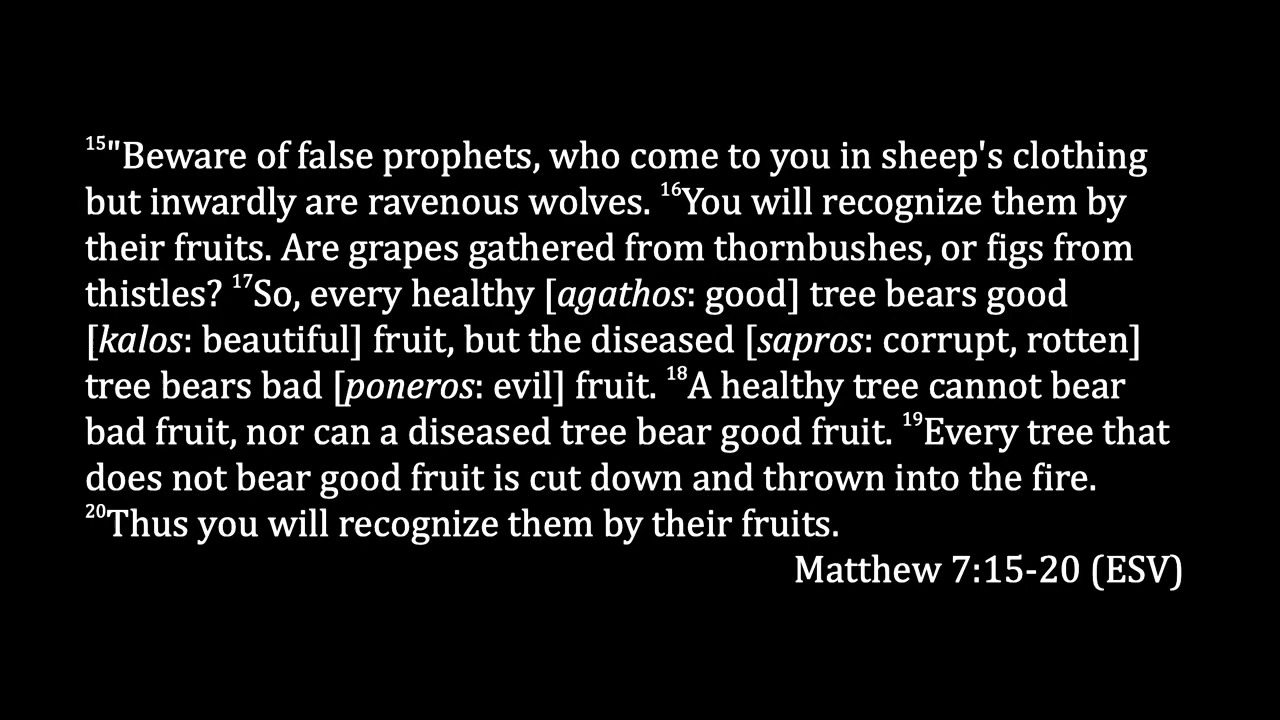 15"Beware of false prophets, who come to you in sheep's clothing
but inwardly are ravenous wolves. 16You will recognize them by
their fruits. Are grapes gathered from thornbushes, or figs from
thistles? 17So, every healthy [agathos: good] tree bears good
[kalos: beautiful] fruit, but the diseased [sapros: corrupt, rotten]
tree bears bad [poneros: evil] fruit. 18A healthy tree cannot bear
bad fruit, nor can a diseased tree bear good fruit. 19Every tree that
does not bear good fruit is cut down and thrown into the fire.
20Thus you will recognize them by their fruits.
Matthew 7:15-20 (ESV)